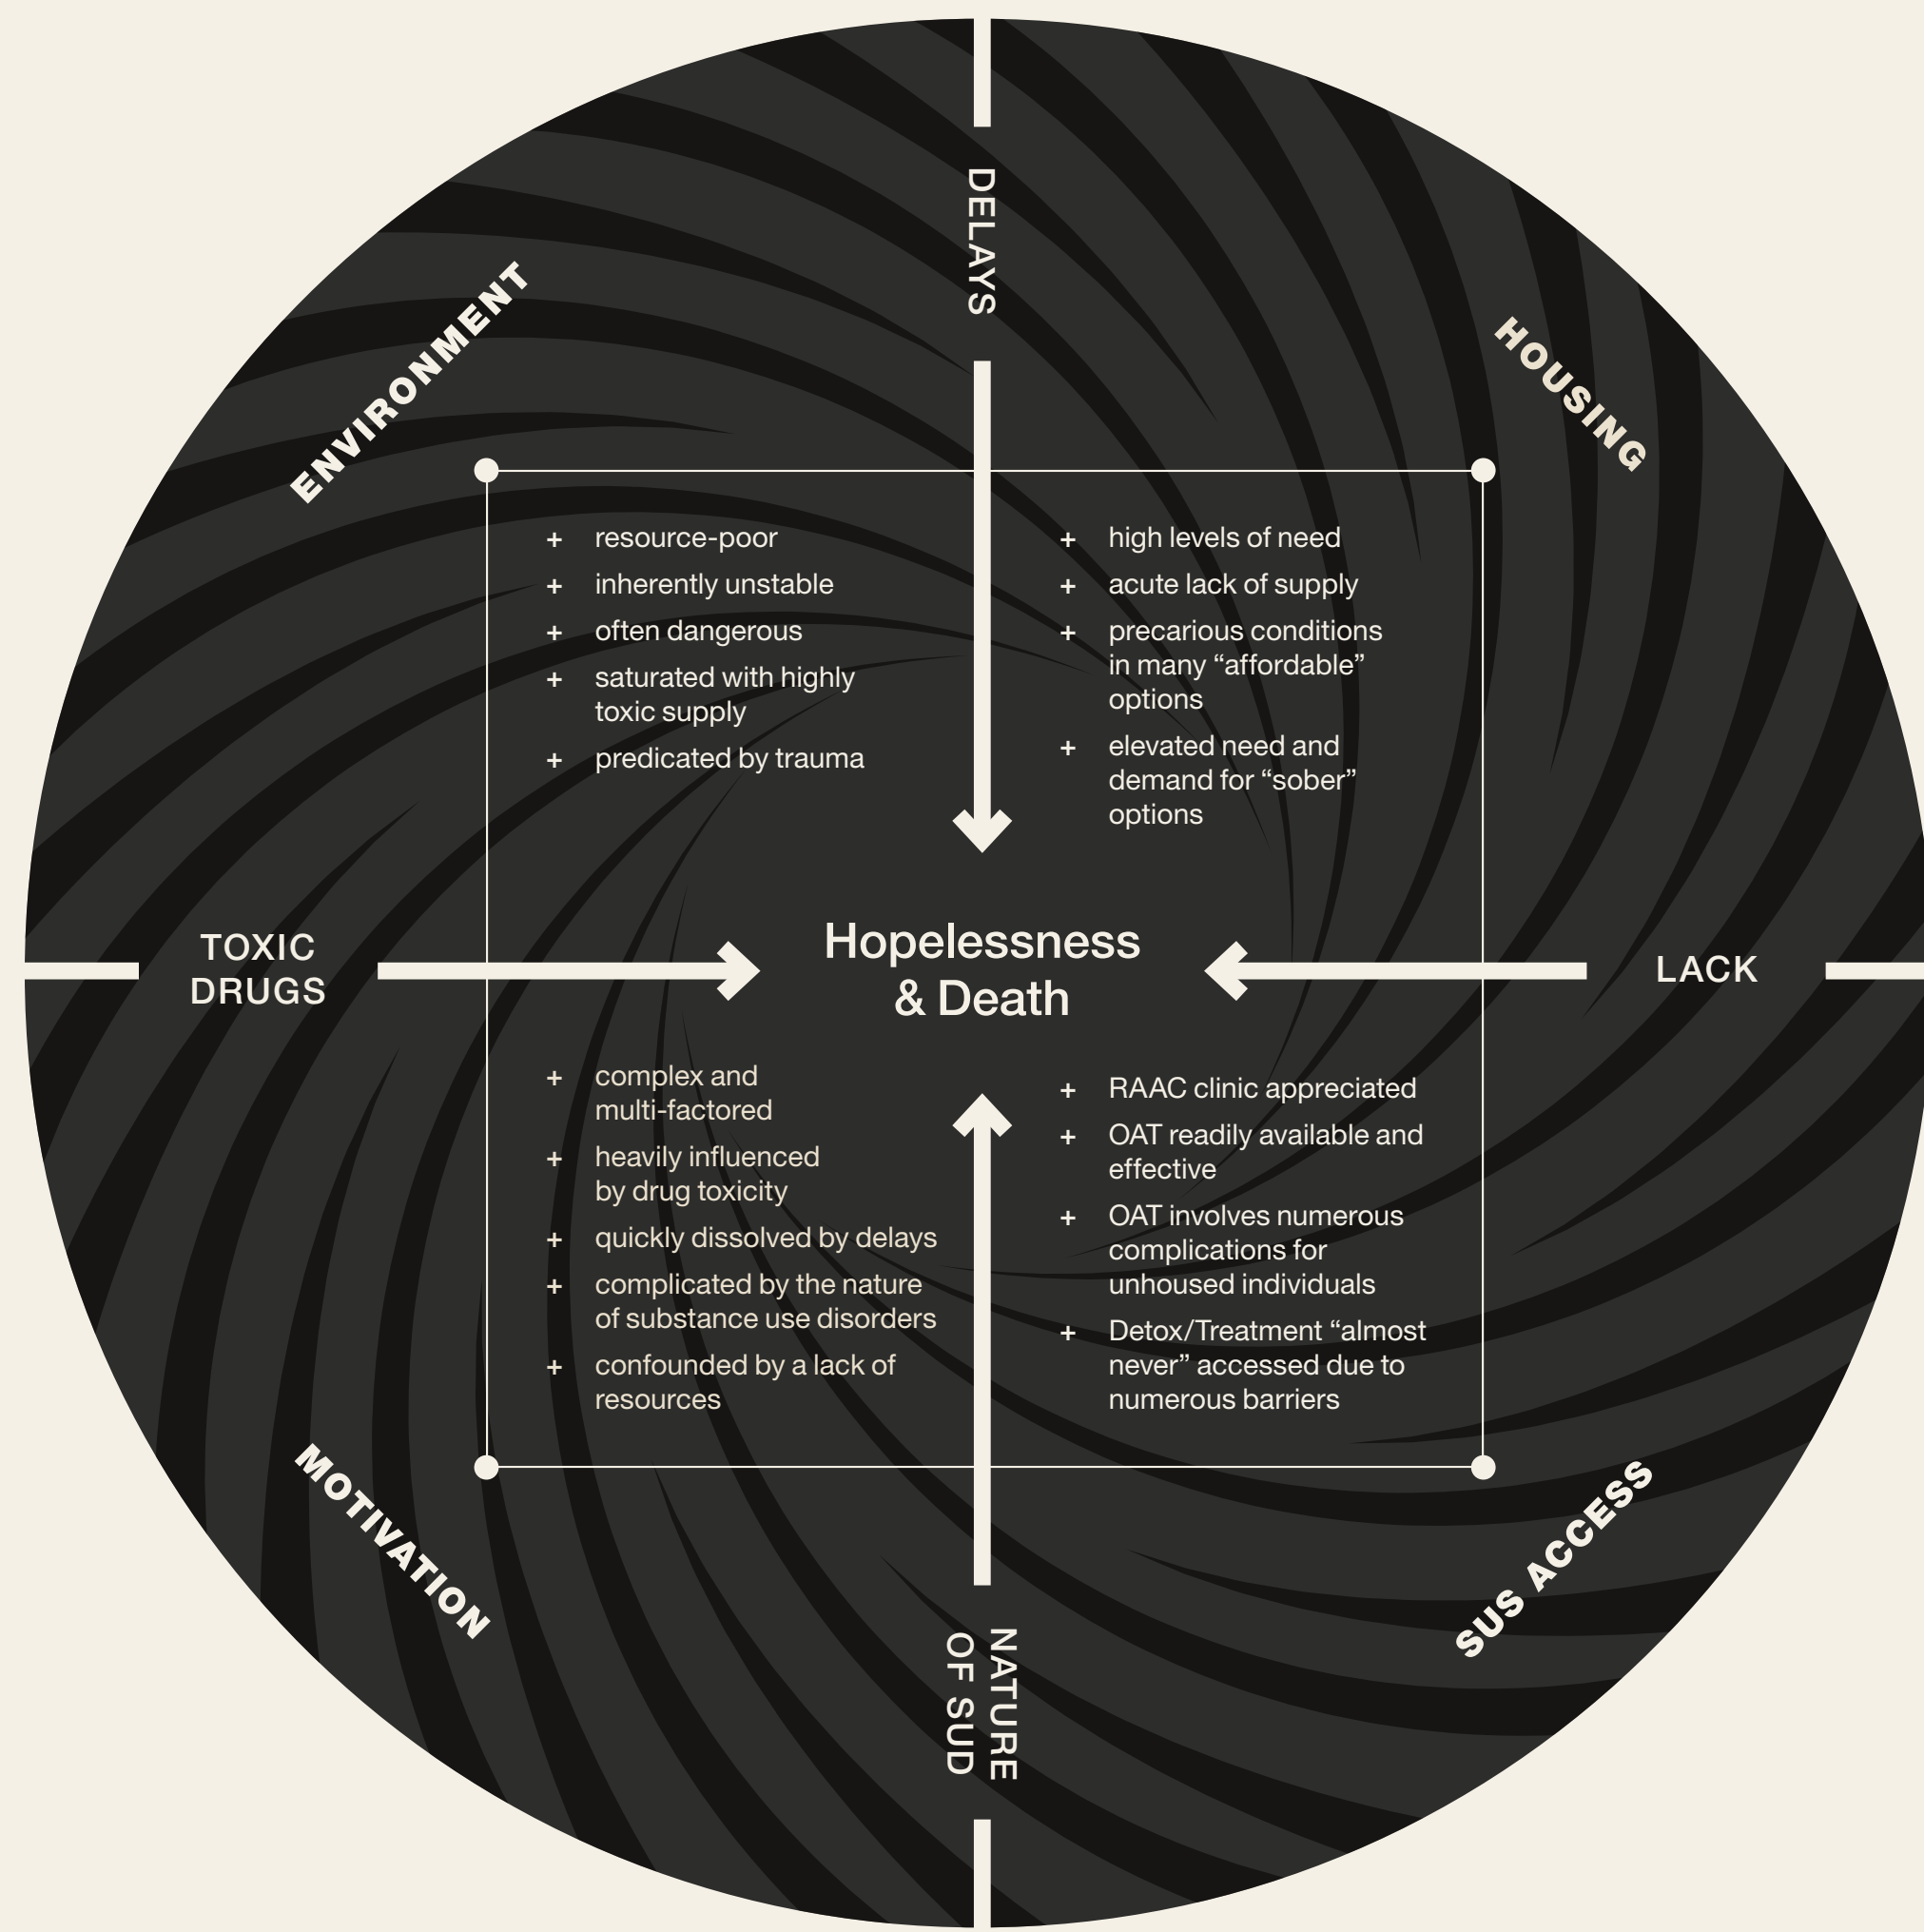 DELAYS
ENVIRONMENT
HOUSING
+ resource-poor
+ inherently unstable
+ often dangerous
+ saturated with highly
toxic supply
+ predicated by trauma
+ high levels of need
+ acute lack of supply
+ precarious conditions
in many “affordable”
options
+ elevated need and
demand for “sober”
options
TOXIC
DRUGS
Hopelessness
& Death
LACK
+ complex and
multi-factored
+ heavily influenced
by drug toxicity
+ quickly dissolved by delays
+ complicated by the nature
of substance use disorders
+ confounded by a lack of
resources
+ RAAC clinic appreciated
+ OAT readily available and
effective
+ OAT involves numerous
complications for
unhoused individuals
+ Detox/Treatment “almost
never” accessed due to
numerous barriers
MOTIVATION
SUS ACCESS
NATURE
OF SUD